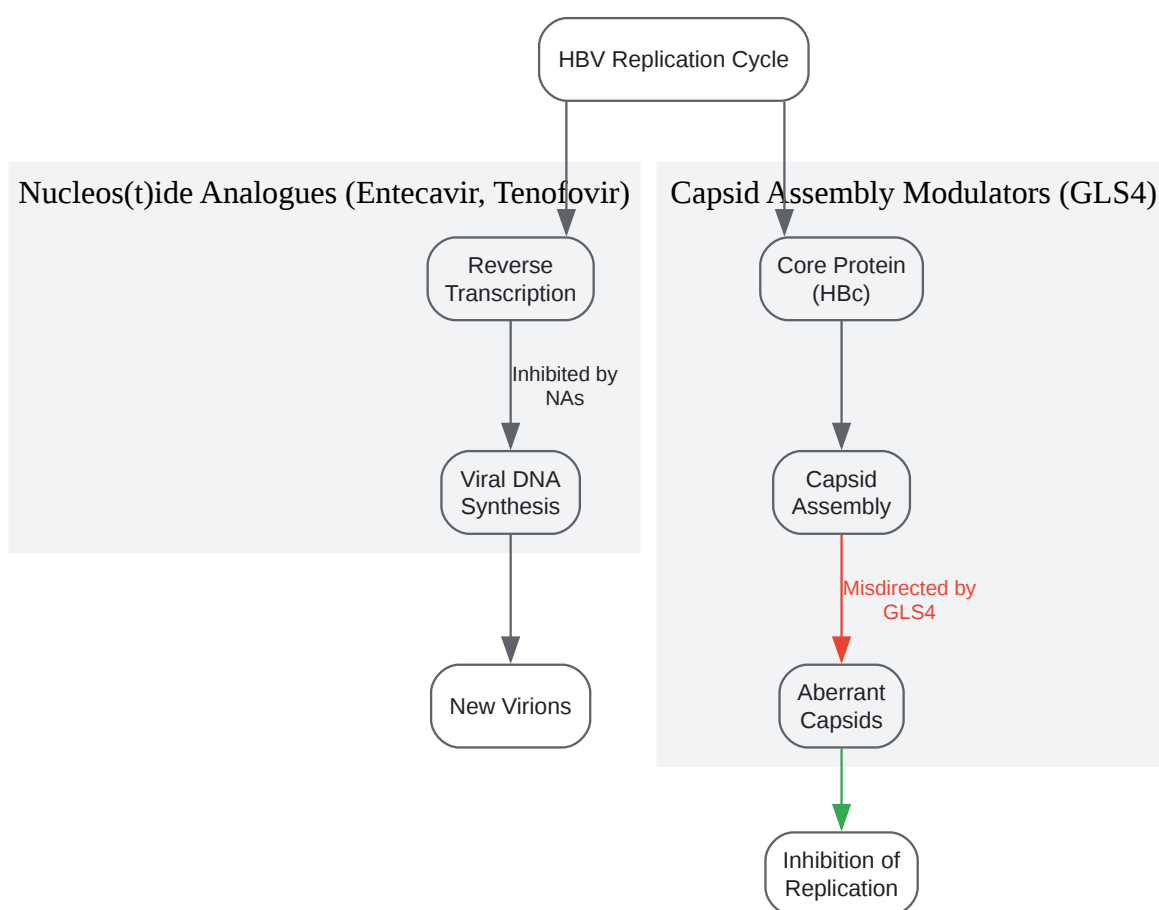 HBV Replication Cycle
Nucleos(t)ide Analogues (Entecavir, Tenofovir)
Capsid Assembly Modulators (GLS4)
Reverse
Transcription
Core Protein
(HBc)
Inhibited by
NAs
Viral DNA
Synthesis
Capsid
Assembly
Misdirected by
GLS4
New Virions
Aberrant
Capsids
Inhibition of
Replication